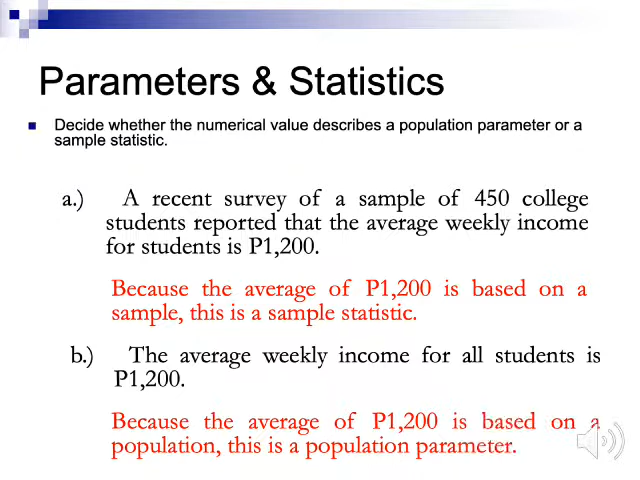 Parameters & Statistics
Decide whether the numerical value describes a population parameter or a
sample statistic.
a.) A recent survey of a sample of 450 college
students reported that the average weekly income
for students is P1,200.
Because the average of P1,200 is based on a
sample, this is a sample statistic.
b.) The average weekly income for all students is
P1,200.
Because the average of P1,200 is based on a
population, this is a population parameter.